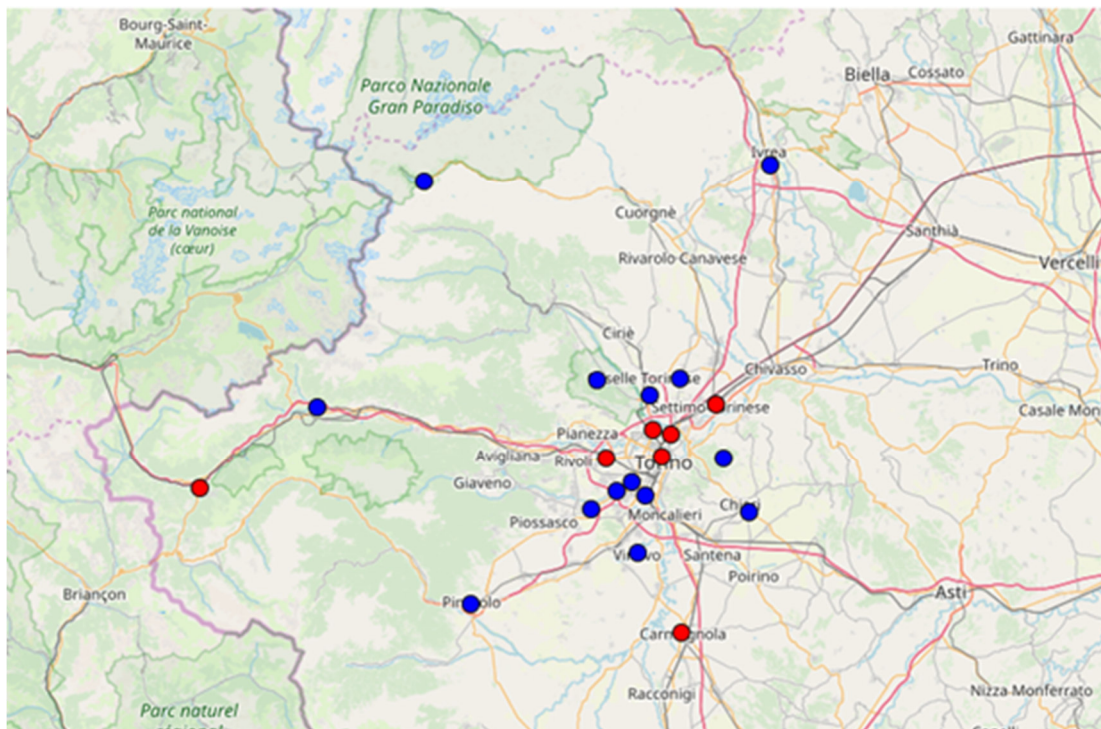 Bourg-Saint-
Maurice
Gattinara
Biella
Cossato
Parco Nazionale
Gran Paradiso
Ivrea
Parc national
de la Vanoise
(cœur)
Cuorgnè
Santhià
Rivarolo Canavese
Vercelli
Ciriè
Chivasso
Trino
Settimo
Casale Mon
Pianezza
Avigliana
Rivoli
Torino
Giaveno
Piossasco
Moncalieri
Santena
Poirino
Briançon
Asti
Racconigi
Nizza Monferrato
Parc naturel